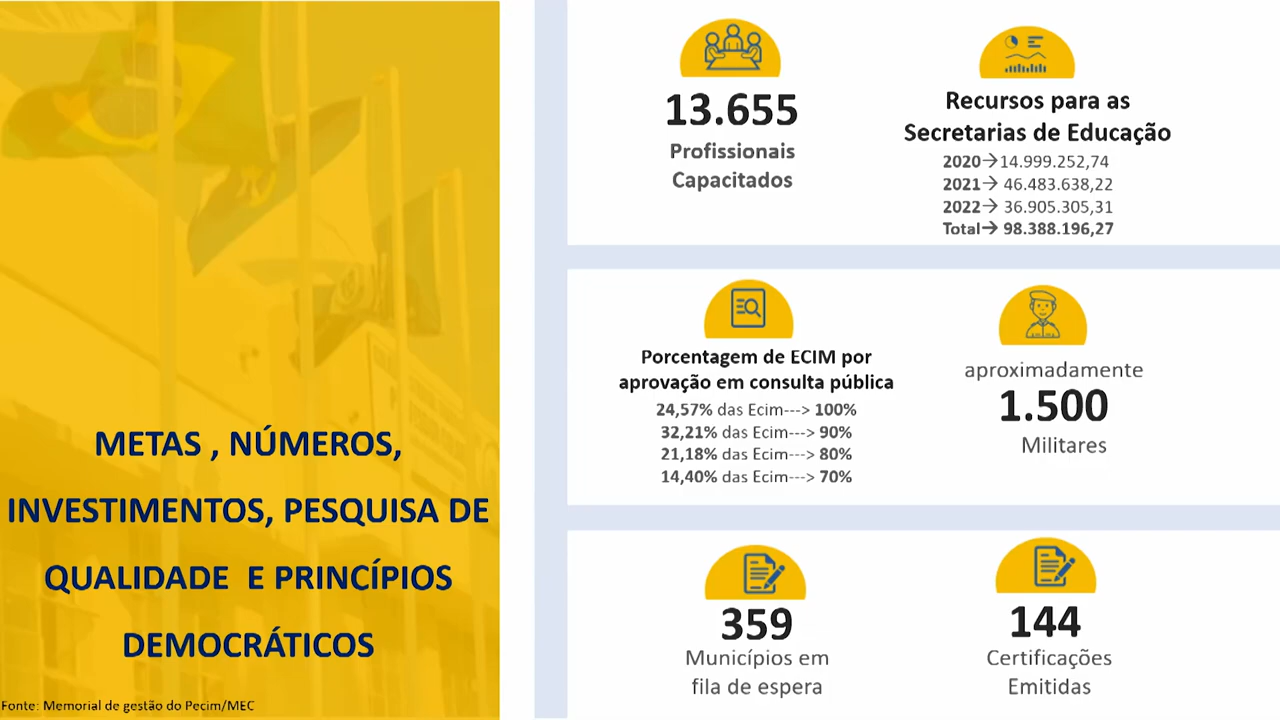 METAS , NÚMEROS,
INVESTIMENTOS, PESQUISA DE
QUALIDADE E PRINCÍPIOS
DEMOCRÁTICOS
Fonte: Memorial de gestão do Pecim/MEC
13.655
Profissionais
Capacitados
Recursos para as
Secretarias de Educação
2020→14.999.252,74
2021→ 46.483.638,22
2022→ 36.905.305,31
Total→ 98.388.196,27
Porcentagem de ECIM por
aprovação em consulta pública
24,57% das Ecim---> 100%
32,21% das Ecim---> 90%
21,18% das Ecim---> 80%
14,40% das Ecim---> 70%
aproximadamente
1.500
Militares
359
Municípios em
fila de espera
144
Certificações
Emitidas